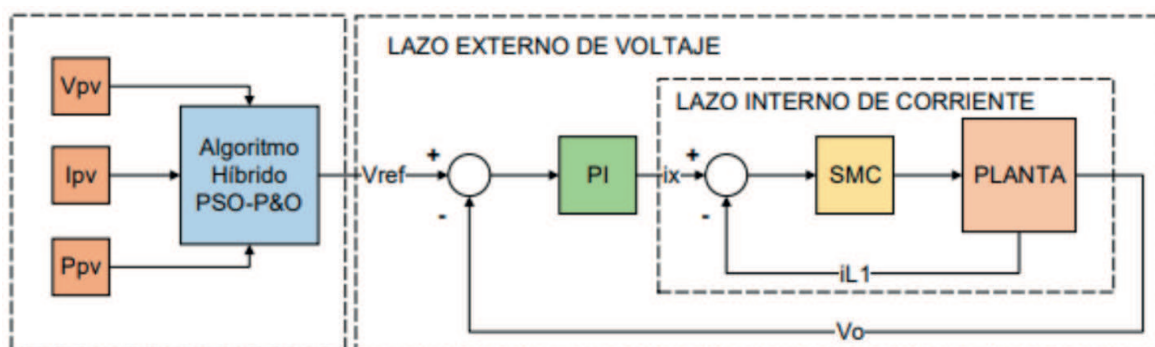 LAZO EXTERNO DE VOLTAJE
LAZO INTERNO DE CORRIENTE
Vpv
Ipv
Ppv
Algoritmo
Híbrido
PSO-P&O
Vref
+
-
PI
ix
+
-
SMC
PLANTA
iL1
Vo